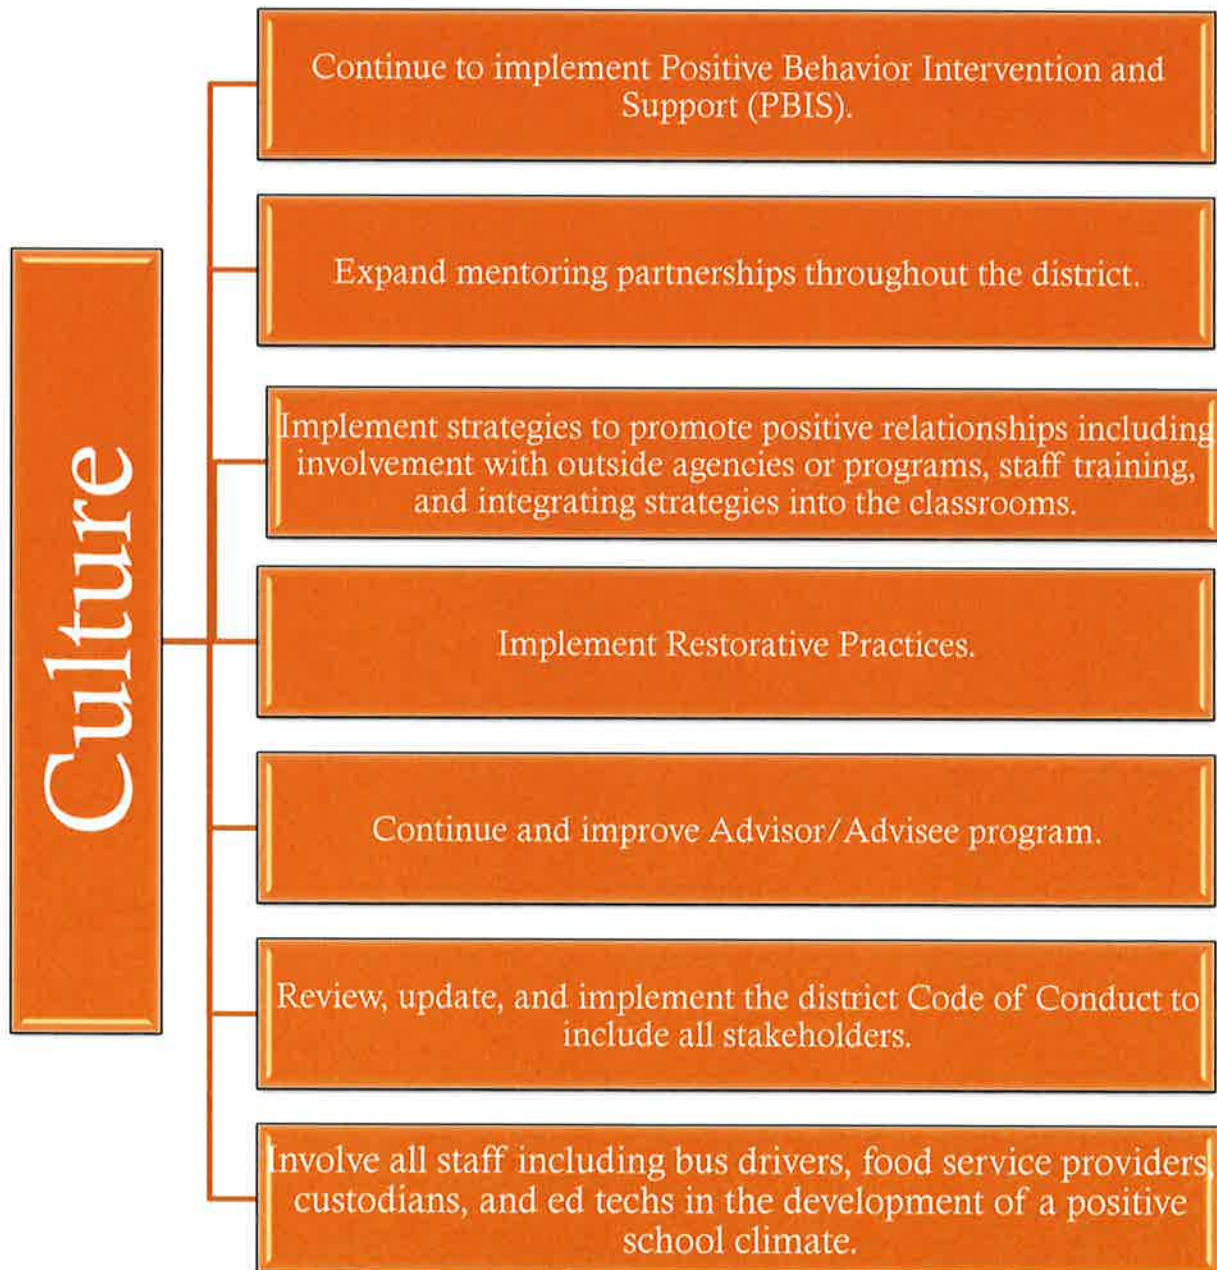 Culture
Continue to implement Positive Behavior Intervention and
Support (PBIS).
Expand mentoring partnerships throughout the district.
Implement strategies to promote positive relationships including
involvement with outside agencies or programs, staff training,
and integrating strategies into the classrooms.
Implement Restorative Practices.
Continue and improve Advisor/Advisee program.
Review, update, and implement the district Code of Conduct to
include all stakeholders.
Involve all staff including bus drivers, food service providers,
custodians, and ed techs in the development of a positive
school climate.